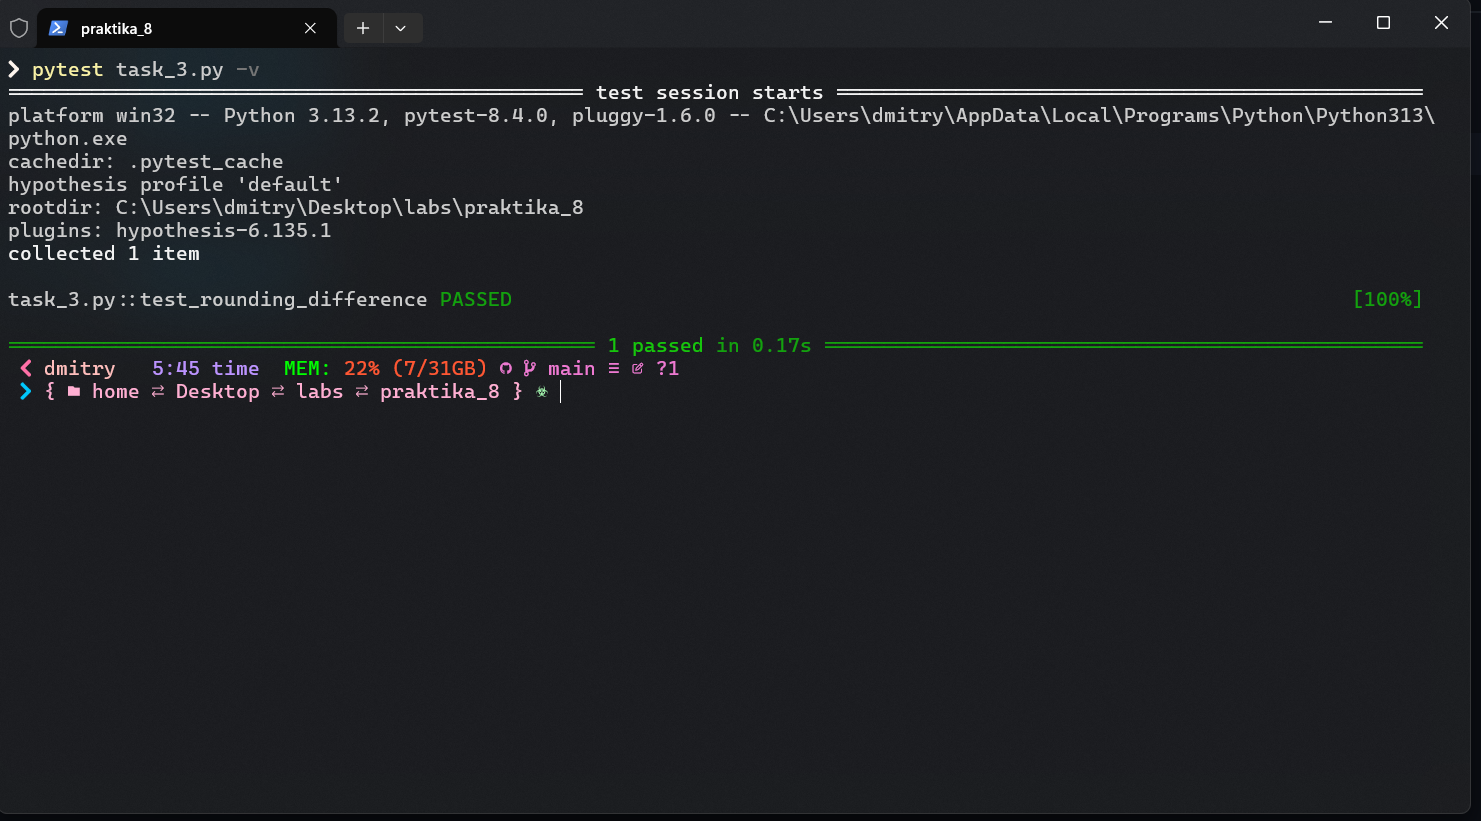 praktika_8
pytest task_3.py -v
test session starts
platform win32 -- Python 3.13.2, pytest-8.4.0, pluggy-1.6.0 -- C:\Users\dmitry\AppData\Local\Programs\Python\Python313\
python.exe
cachedir: .pytest_cache
hypothesis profile 'default'
rootdir: C:\Users\dmitry\Desktop\labs\praktika_8
plugins: hypothesis-6.135.1
collected 1 item
task_3.py::test_rounding_difference PASSED [100%]
1 passed in 0.17s
dmitry 5:45 time MEM: 22% (7/31GB) main ≡ ?1
{ home ⇄ Desktop ⇄ labs ⇄ praktika_8 } ☣